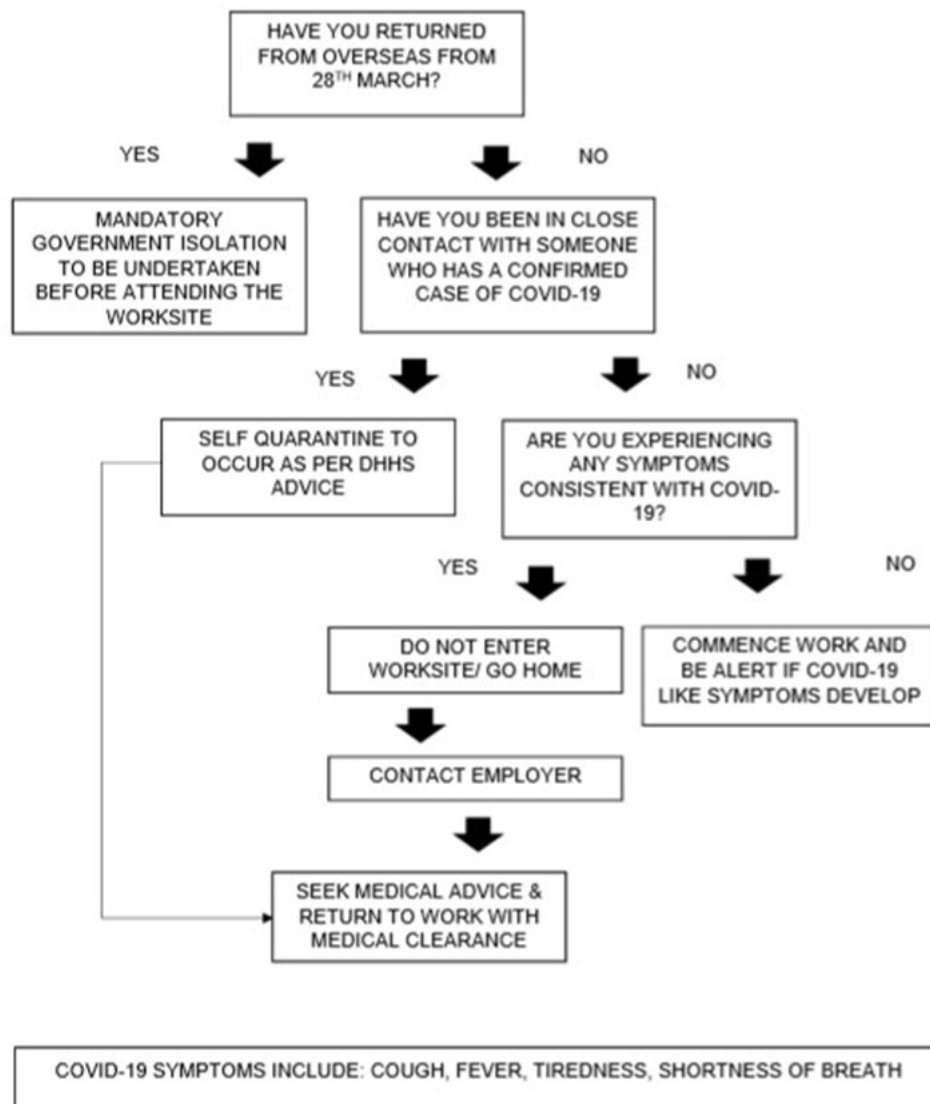 HAVE YOU RETURNED
FROM OVERSEAS FROM
28TH MARCH?
YES
NO
MANDATORY
GOVERNMENT ISOLATION
TO BE UNDERTAKEN
BEFORE ATTENDING THE
WORKSITE
HAVE YOU BEEN IN CLOSE
CONTACT WITH SOMEONE
WHO HAS A CONFIRMED
CASE OF COVID-19
YES
NO
SELF QUARANTINE TO
OCCUR AS PER DHHS
ADVICE
ARE YOU EXPERIENCING
ANY SYMPTOMS
CONSISTENT WITH COVID-
19?
YES
NO
DO NOT ENTER
WORKSITE/ GO HOME
COMMENCE WORK AND
BE ALERT IF COVID-19
LIKE SYMPTOMS DEVELOP
CONTACT EMPLOYER
SEEK MEDICAL ADVICE &
RETURN TO WORK WITH
MEDICAL CLEARANCE
COVID-19 SYMPTOMS INCLUDE: COUGH, FEVER, TIREDNESS, SHORTNESS OF BREATH